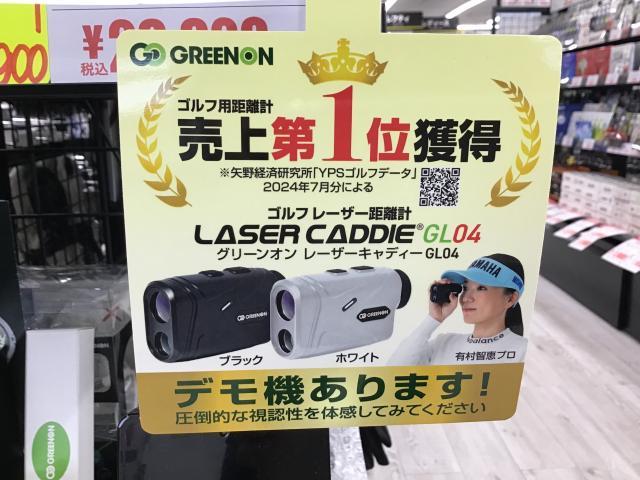 ¥
税込
900
GREENON
ゴルフ用距離計
売上第1位獲得
※矢野経済研究所「YPSゴルフデータ」
2024年7月分による
ゴルフ レーザー距離計
LASER CADDIE® GL04
グリーンオン レーザーキャディー GL04
GREENON
GREENON
YAMAHA
ブラック
ホワイト
有村智恵プロ
デモ機あります!
圧倒的な視認性を体感してみてください
GREENON